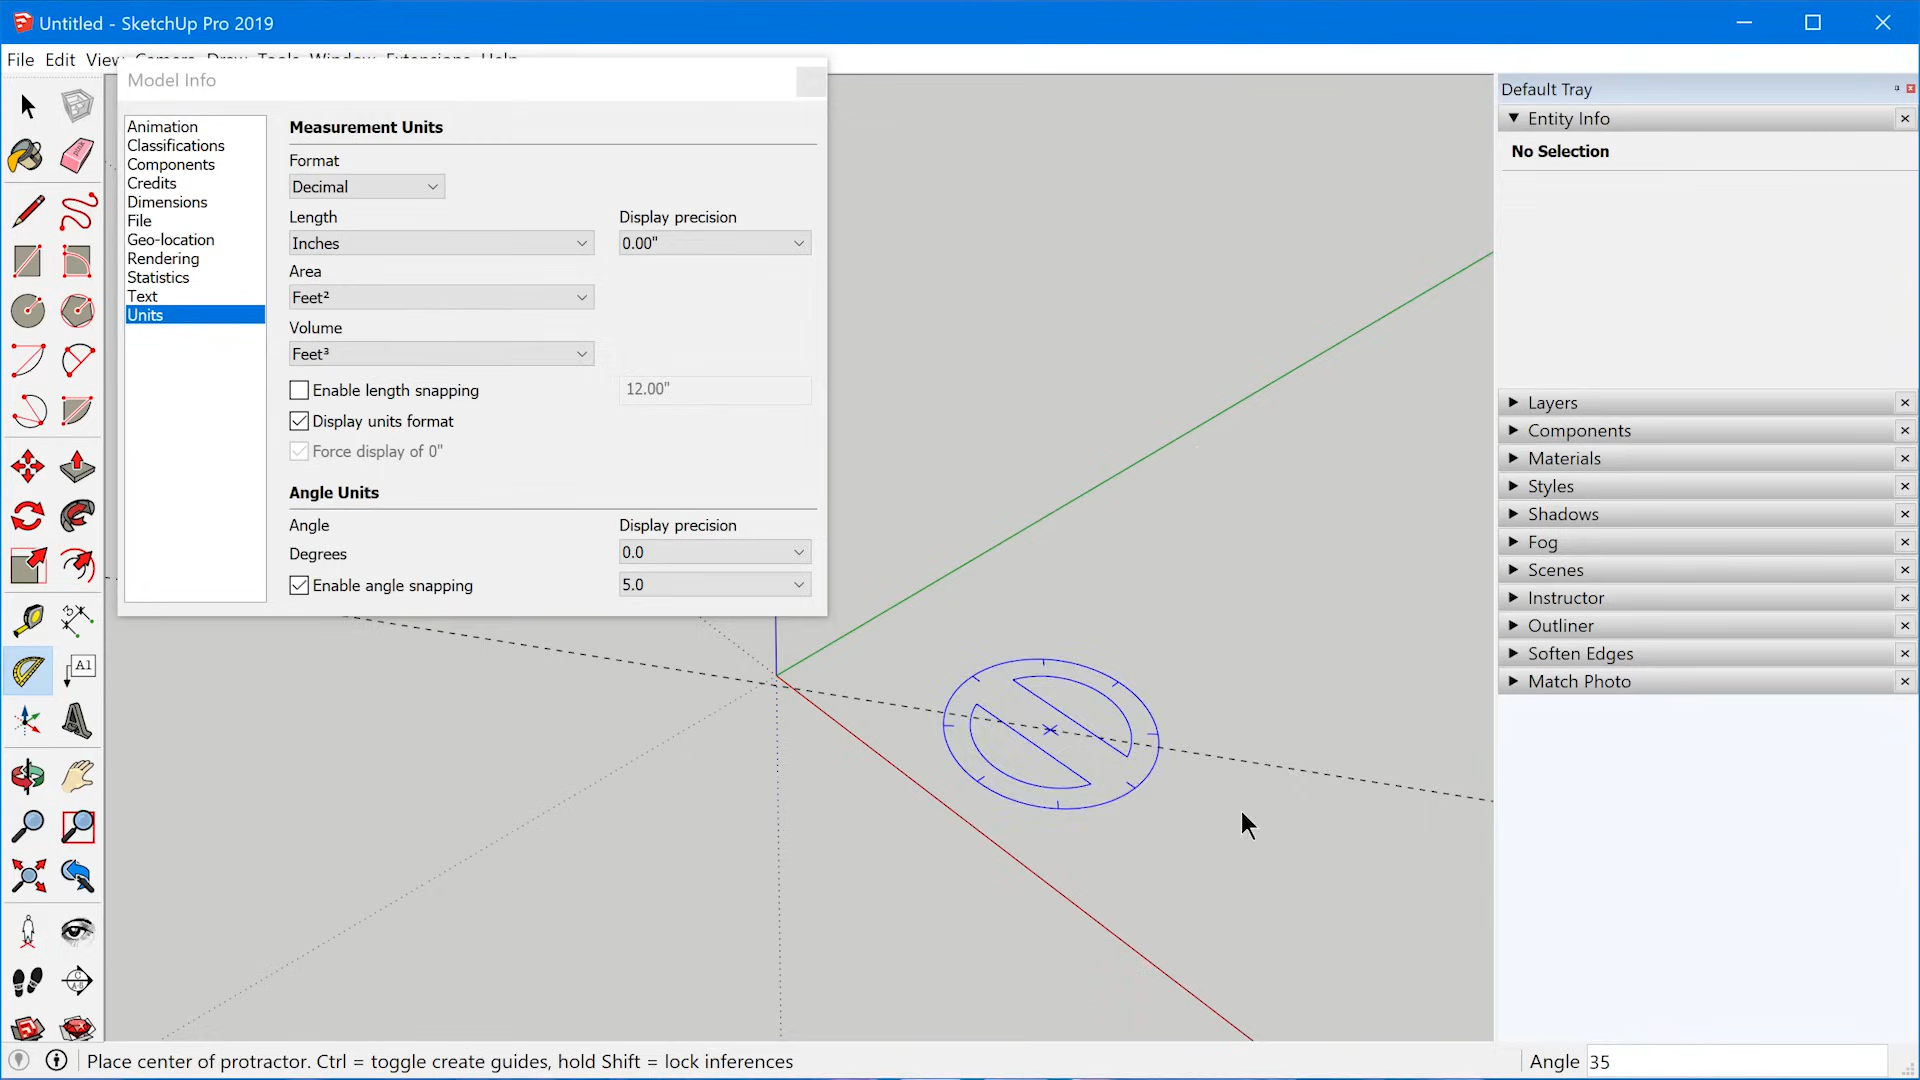 Untitled - SketchUp Pro 2019
File Edit View Camera Draw Tools Window Extensions Help
Model Info
Animation
Classifications
Components
Credits
Dimensions
File
Geo-location
Rendering
Statistics
Text
Units
Measurement Units
Format
Decimal
Length
Display precision
Inches
0.00"
Area
Feet²
Volume
Feet³
Enable length snapping
12.00"
Display units format
Force display of 0"
Angle Units
Angle
Display precision
Degrees
0.0
Enable angle snapping
5.0
A1
Default Tray
Entity Info
No Selection
Layers
Components
Materials
Styles
Shadows
Fog
Scenes
Instructor
Outliner
Soften Edges
Match Photo
Place center of protractor. Ctrl = toggle create guides, hold Shift = lock inferences
Angle 35